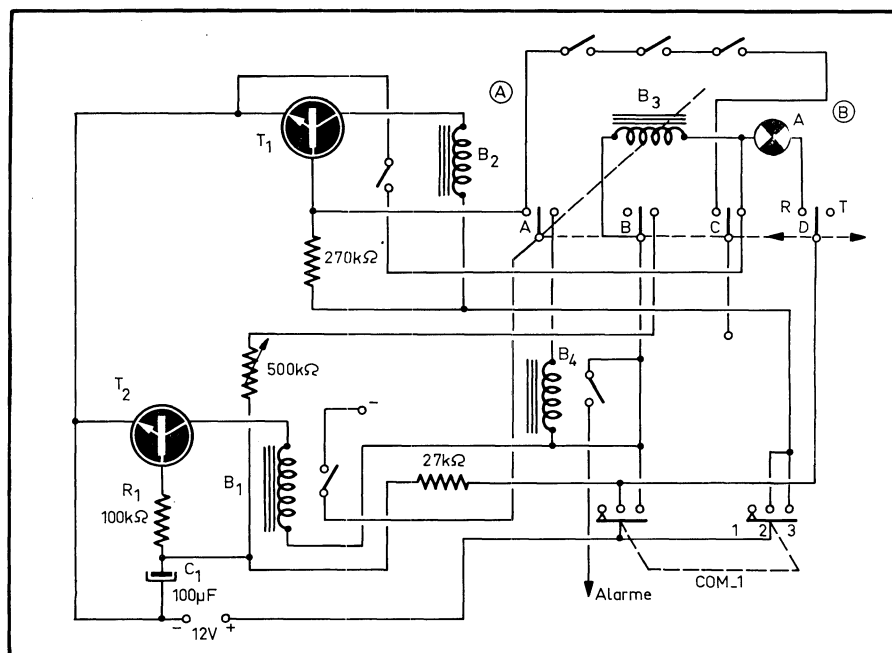 A
B
B3
A
T1
B2
R
T
A
B
C
D
270kΩ
500kΩ
B4
T2
-
B1
27kΩ
R1
100kΩ
1 2 3
C1
100µF
COM_1
Alarme
- 12V +